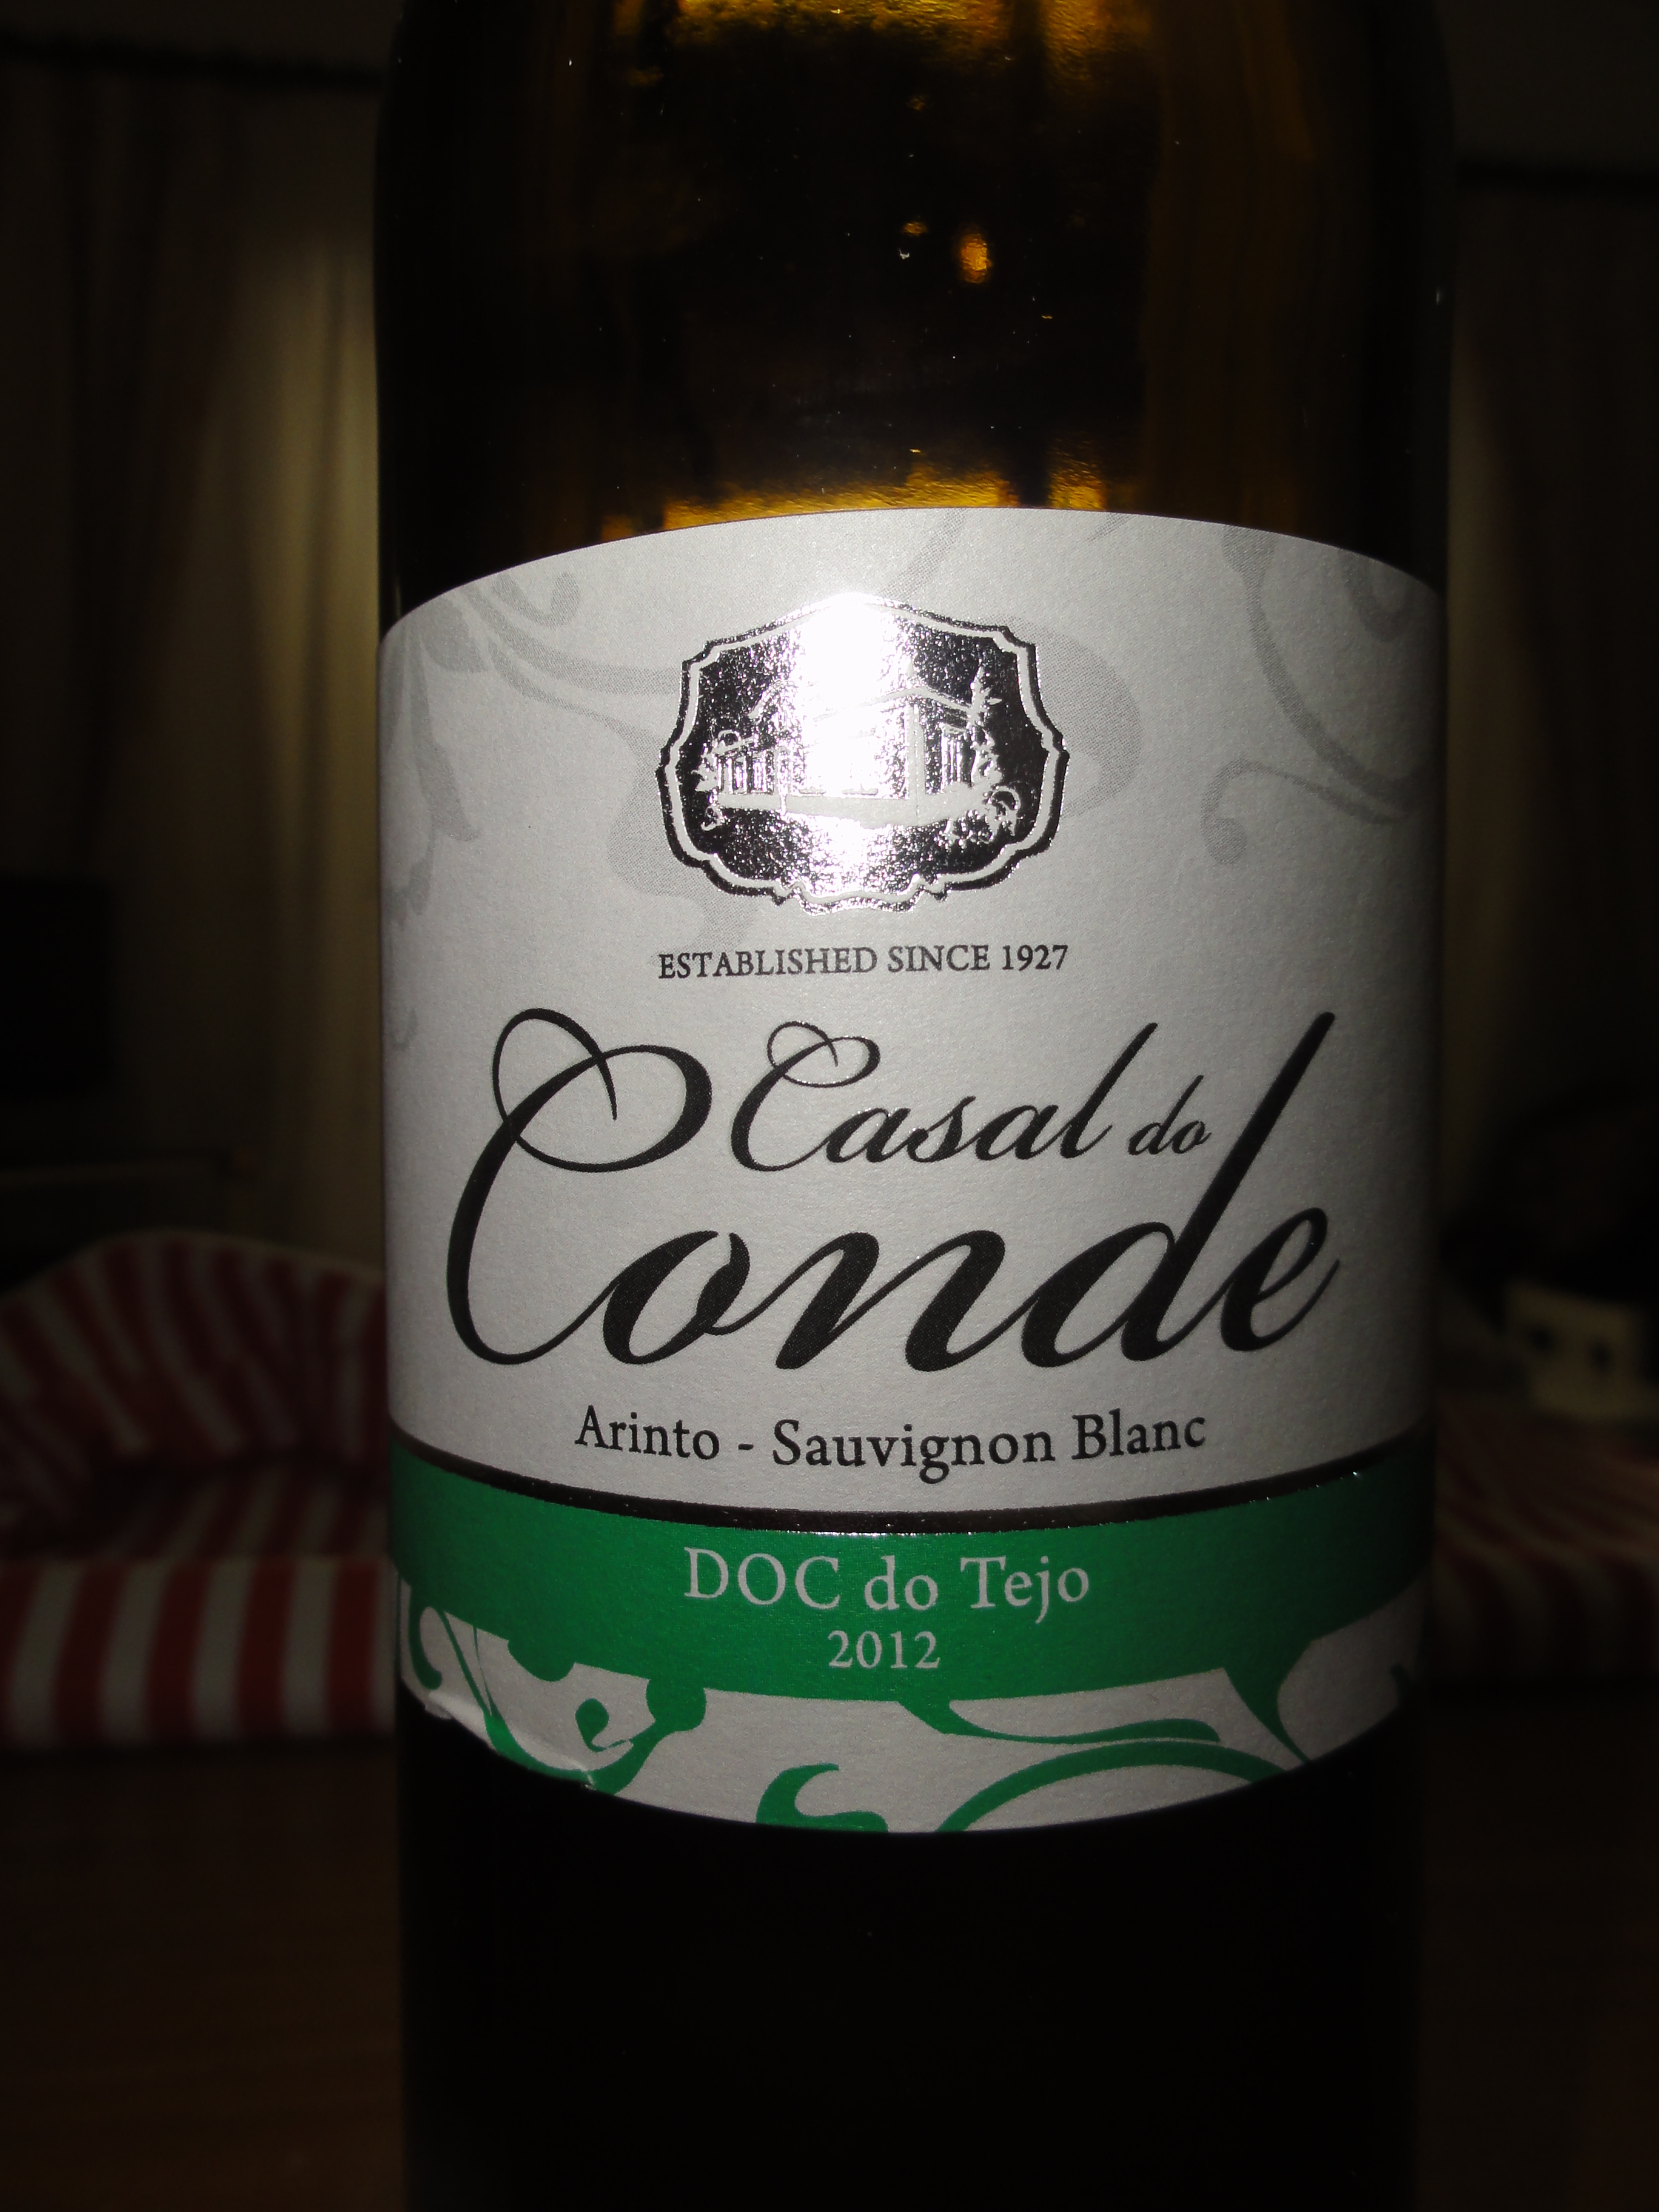 ESTABLISHED SINCE 1927
Casal do
Conde
Arinto - Sauvignon Blanc
DOC do Tejo
2012